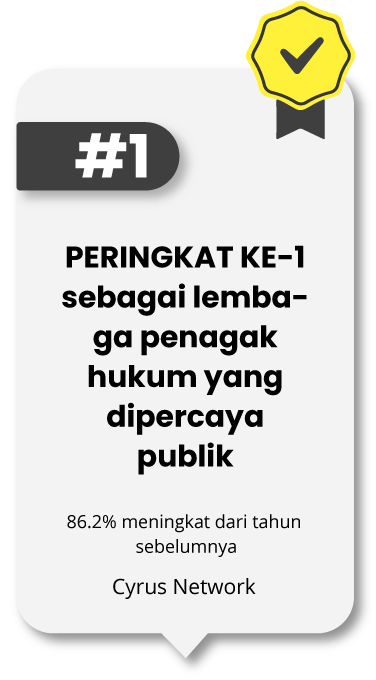 #1
PERINGKAT KE-1
sebagai lemba-
ga penagak
hukum yang
dipercaya
publik
86.2% meningkat dari tahun
sebelumnya
Cyrus Network